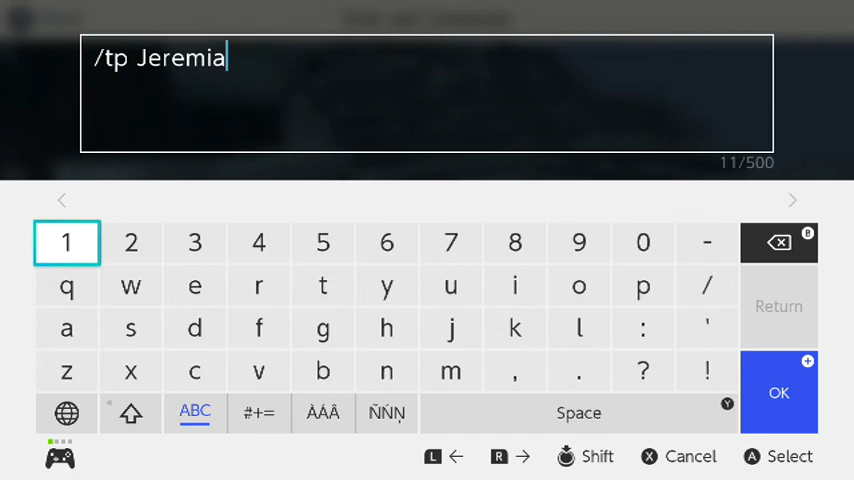 /tp Jeremia
11/500
< >
1 2 3 4 5 6 7 8 9 0 - B
q w e r t y u i o p / Return
a s d f g h j k l : '
z x c v b n m , . ? ! + OK
ABC #+= ÀÁÂ ÑŃŅ Space Y
L ← R → Shift X Cancel A Select